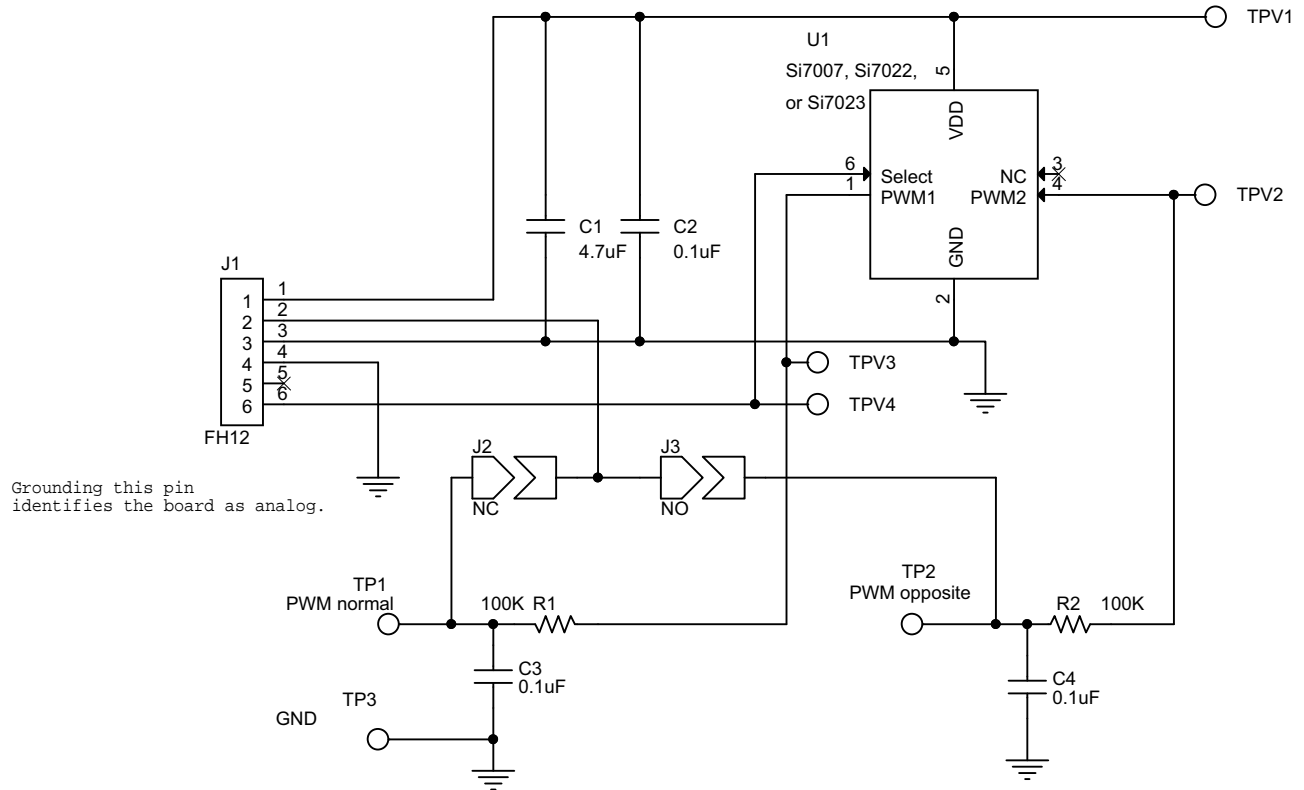 TPV1
U1
Si7007, Si7022,
or Si7023
5
VDD
6
Select
1
PWM1
3
NC
4
PWM2
TPV2
GND
2
C1
4.7uF
C2
0.1uF
J1
1 1
2 2
3 3
4 4
5 5
6 6
FH12
TPV3
TPV4
J2
NC
J3
NO
Grounding this pin
identifies the board as analog.
TP1
PWM normal
100K R1
TP2
PWM opposite
R2 100K
C3
0.1uF
C4
0.1uF
TP3
GND